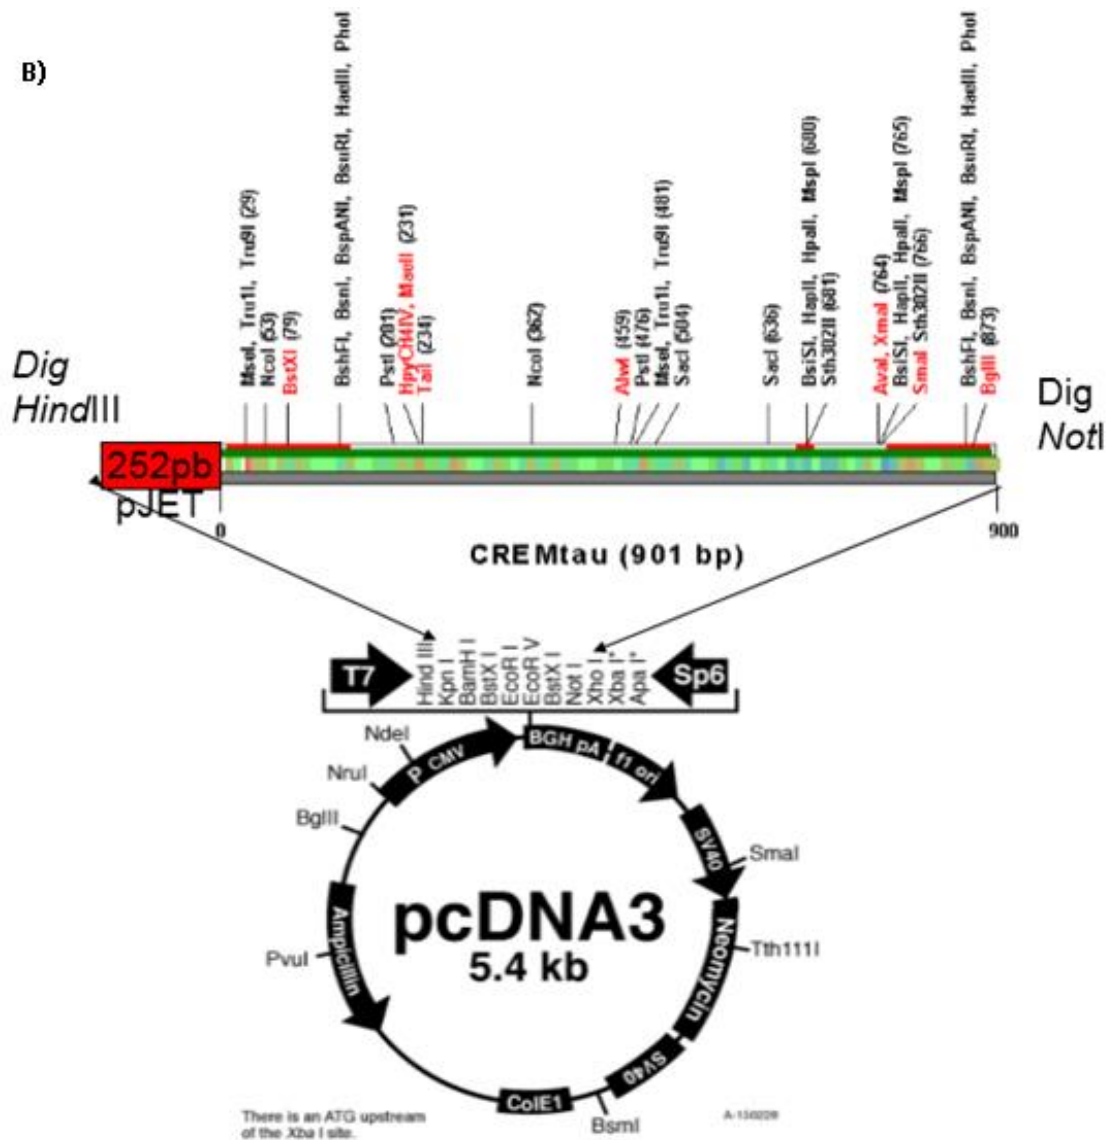 B)
MseI, Tru1I, Tru9I (29)
NcoI (53)
BstXI (79)
BshFI, BsnI, BspANI, BsuRI, HaeIII, PhoI
PstI (201)
HpyCH4IV, MaeII (231)
TaiI (234)
NcoI (362)
AlwI (459)
PstI (476)
MseI, Tru1I, Tru9I (481)
SacI (504)
SacI (636)
BsiSI, HapII, HpaII, MspI (680)
Sth302II (681)
AvaI, XmaI (764)
BsiSI, HapII, HpaII, MspI (765)
SmaI Sth302II (766)
BshFI, BsnI, BspANI, BsuRI, HaeIII, PhoI
BglII (873)
Dig
HindIII
Dig
NotI
252pb
pJET
0
900
CREMtau (901 bp)
T7
Hind III
Kpn I
BamH I
BstX I
EcoR I
EcoR V
BstX I
Not I
Xho I
Xba I*
Apa I*
Sp6
NdeI
NruI
BglII
PvuI
P CMV
BGH pA
f1 ori
SV40
SmaI
Neomycin
Tth111I
SV40
BsmI
ColE1
Ampicillin
pcDNA3
5.4 kb
There is an ATG upstream
of the Xba I site.
A-150228